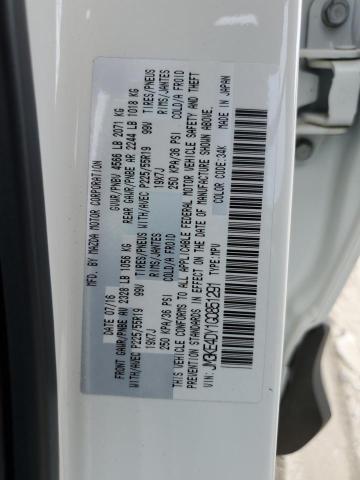 MFD. BY MAZDA MOTOR CORPORATION
DATE: 07/16 GVWR/PNBV 4566 LB 2071 KG
FRONT GAWR/PNBE AV 2328 LB 1056 KG REAR GAWR/PNBE AR 2244 LB 1018 KG
WITH/AVEC P225/55R19 99V TIRES/PNEUS WITH/AVEC P225/55R19 99V TIRES/PNEUS
19X7J RIMS/JANTES 19X7J RIMS/JANTES
250 KPA/36 PSI COLD/A FROID 250 KPA/36 PSI COLD/A FROID
THIS VEHICLE CONFORMS TO ALL APPLICABLE FEDERAL MOTOR VEHICLE SAFETY AND THEFT
PREVENTION STANDARDS IN EFFECT ON THE DATE OF MANUFACTURE SHOWN ABOVE.
VIN: JM3KE4DY1G0851291 COLOR CODE:34K MADE IN JAPAN
TYPE:MPV